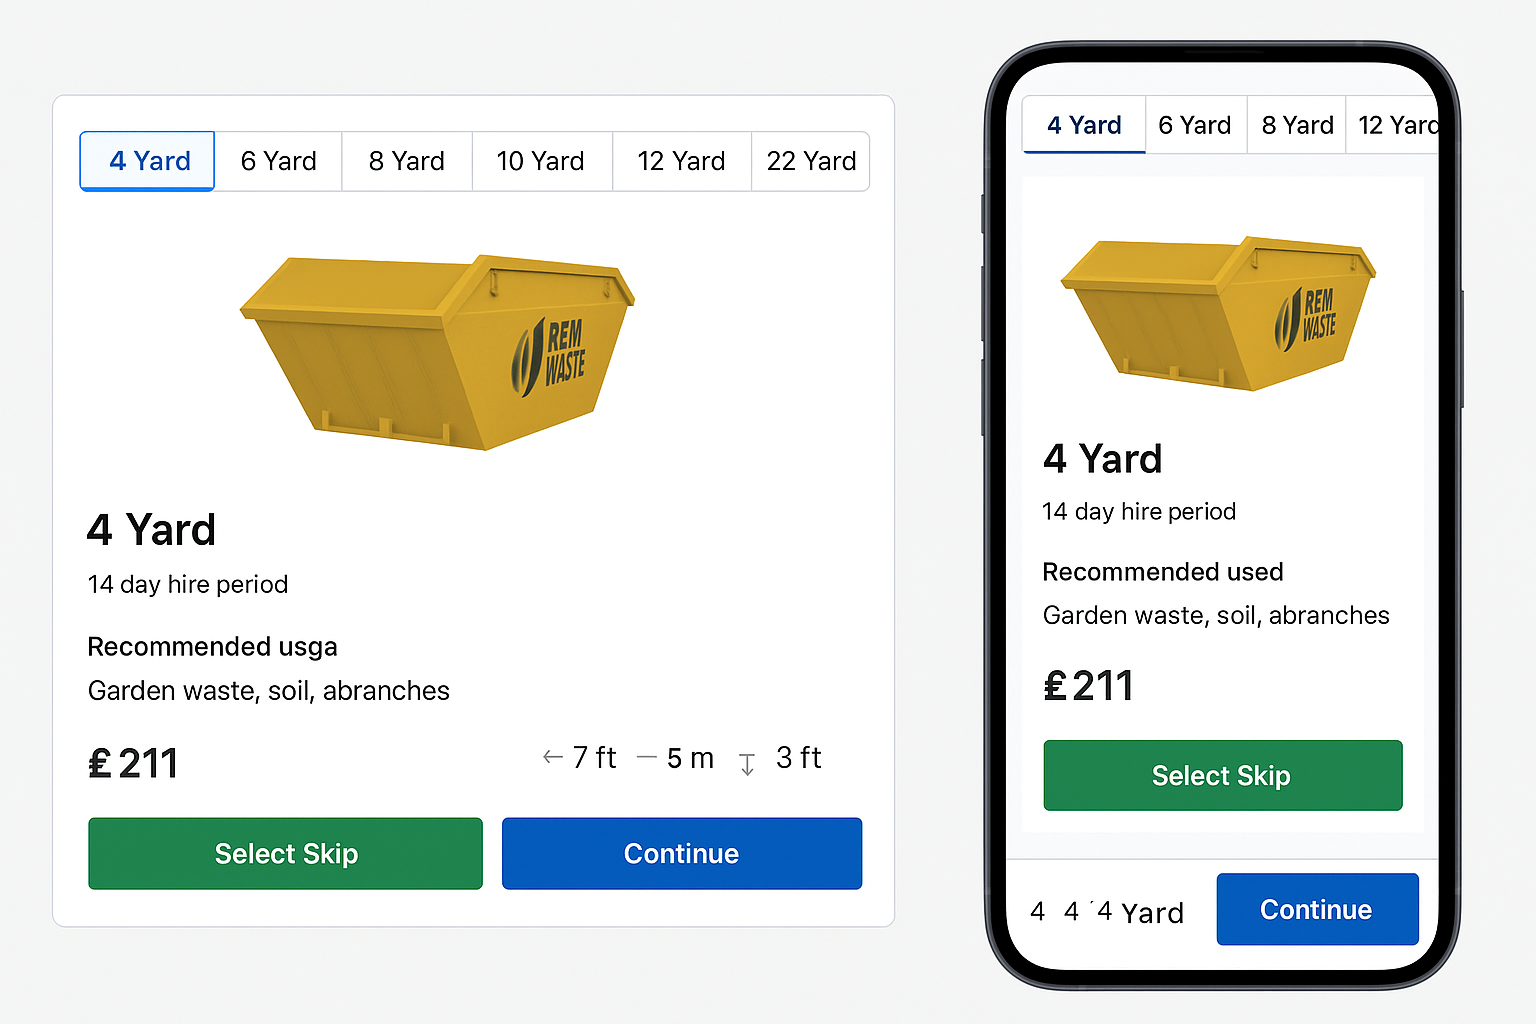 4 Yard 6 Yard 8 Yard 10 Yard 12 Yard 22 Yard
REM
WASTE
4 Yard
14 day hire period
Recommended usga
Garden waste, soil, abranches
£211 ← 7 ft — 5 m ↧ 3 ft
Select Skip Continue
4 Yard 6 Yard 8 Yard 12 Yard
REM
WASTE
4 Yard
14 day hire period
Recommended used
Garden waste, soil, abranches
£211
Select Skip
4 4 ´4 Yard Continue